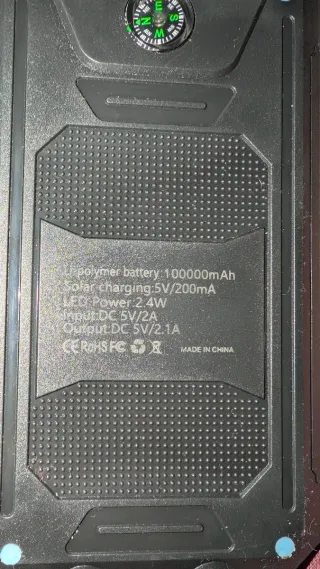 E
N S
W
Li-polymer battery:100000mAh
Solar charging:5V/200mA
LED Power:2.4W
Input:DC 5V/2A
Output:DC 5V/2.1A
CE RoHS FC MADE IN CHINA